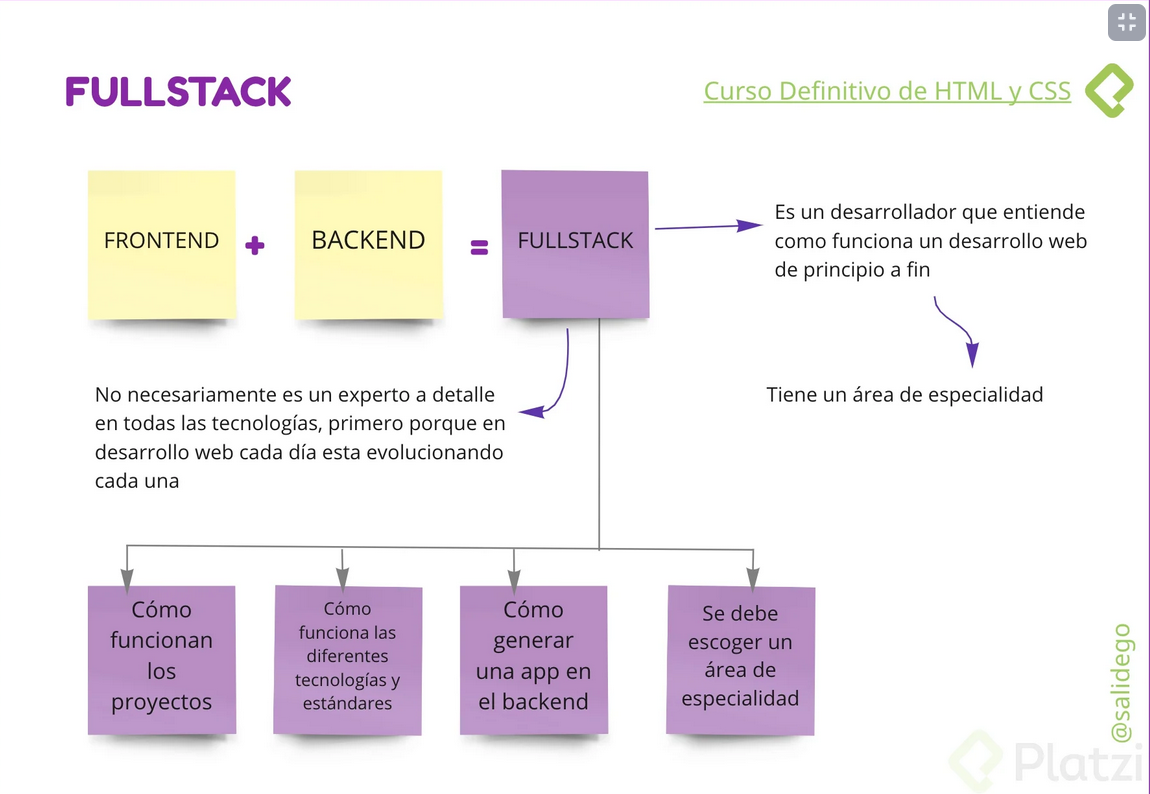 FULLSTACK
Curso Definitivo de HTML y CSS
FRONTEND
+
BACKEND
=
FULLSTACK
Es un desarrollador que entiende
como funciona un desarrollo web
de principio a fin
Tiene un área de especialidad
No necesariamente es un experto a detalle
en todas las tecnologías, primero porque en
desarrollo web cada día esta evolucionando
cada una
Cómo
funcionan
los
proyectos
Cómo
funciona las
diferentes
tecnologías y
estándares
Cómo
generar
una app en
el backend
Se debe
escoger un
área de
especialidad
@salidego
Platzi